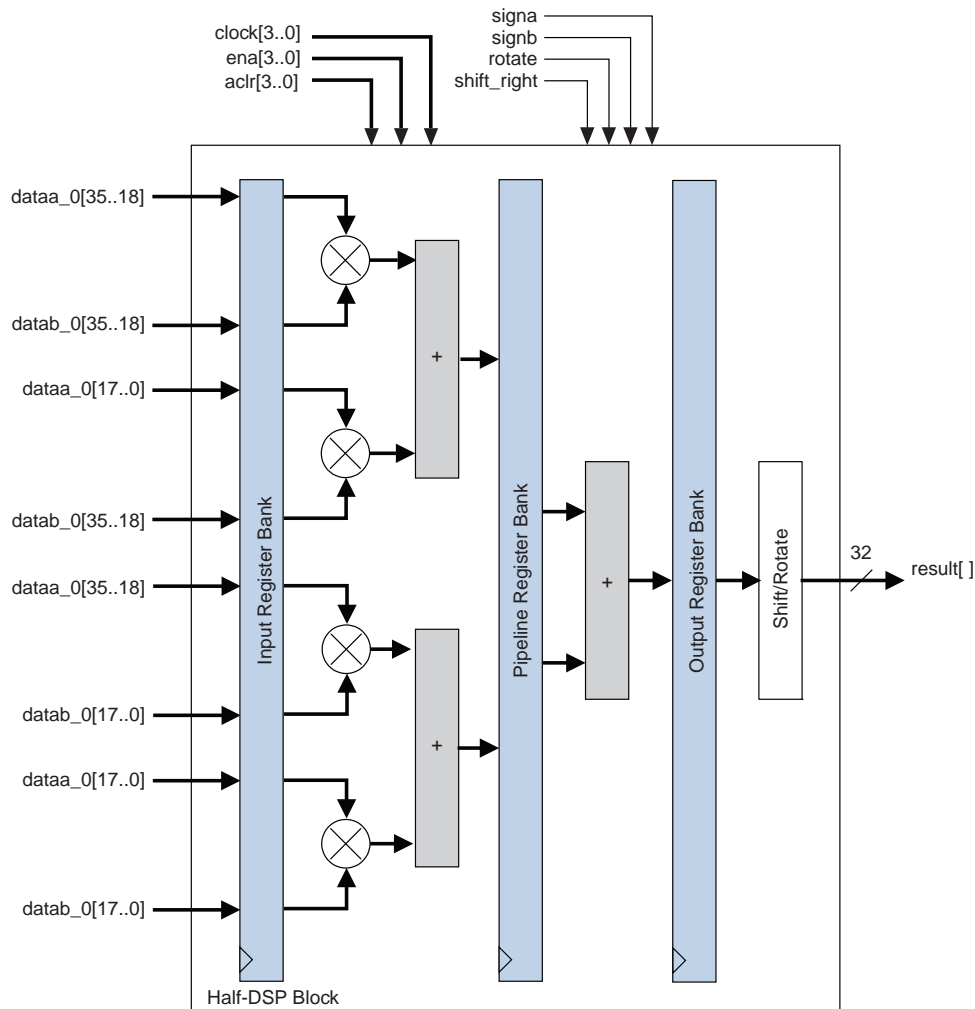 clock[3..0]
ena[3..0]
aclr[3..0]
signa
signb
rotate
shift_right
dataa_0[35..18]
datab_0[35..18]
dataa_0[17..0]
datab_0[35..18]
dataa_0[35..18]
datab_0[17..0]
dataa_0[17..0]
datab_0[17..0]
Input Register Bank
+
+
Pipeline Register Bank
+
Output Register Bank
Shift/Rotate
32
result[ ]
Half-DSP Block